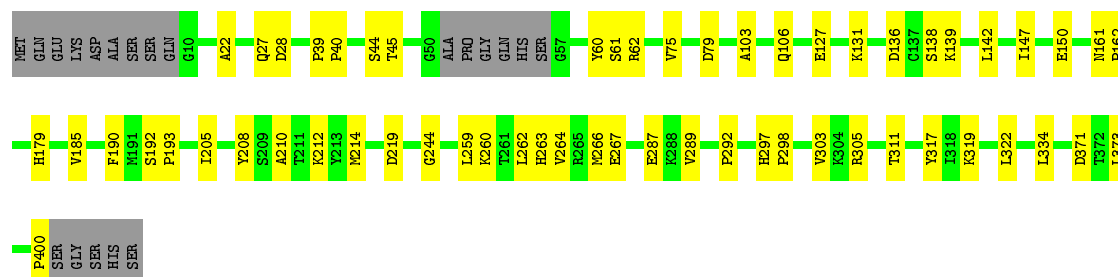 MET GLN GLU LYS ASP ALA SER SER GLN G10 A22 Q27 D28 P39 P40 S44 T45 G50 ALA PRO GLY GLN HIS SER G57 Y60 S61 R62 V75 D79 A103 Q106 E127 K131 D136 C137 S138 K139 L142 I147 E150 N161
H179 V185 F190 M191 S192 P193 I205 Y208 S209 A210 T211 K212 Y213 M214 D219 G244 L259 K260 T261 L262 H263 V264 R265 M266 E267 E287 K288 V289 P292 H297 P298 V303 K304 R305 T311 Y317 I318 K319 L322 L334 D371 T372
P400 SER GLY SER HIS SER